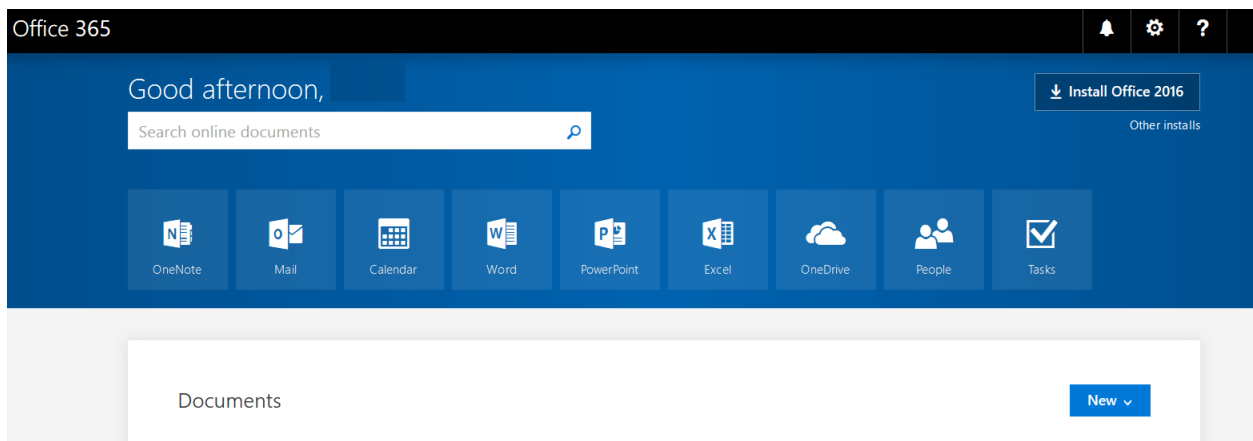 Office 365
?
Good afternoon,
Install Office 2016
Search online documents
Other installs
OneNote Mail Calendar Word PowerPoint Excel OneDrive People Tasks
Documents
New